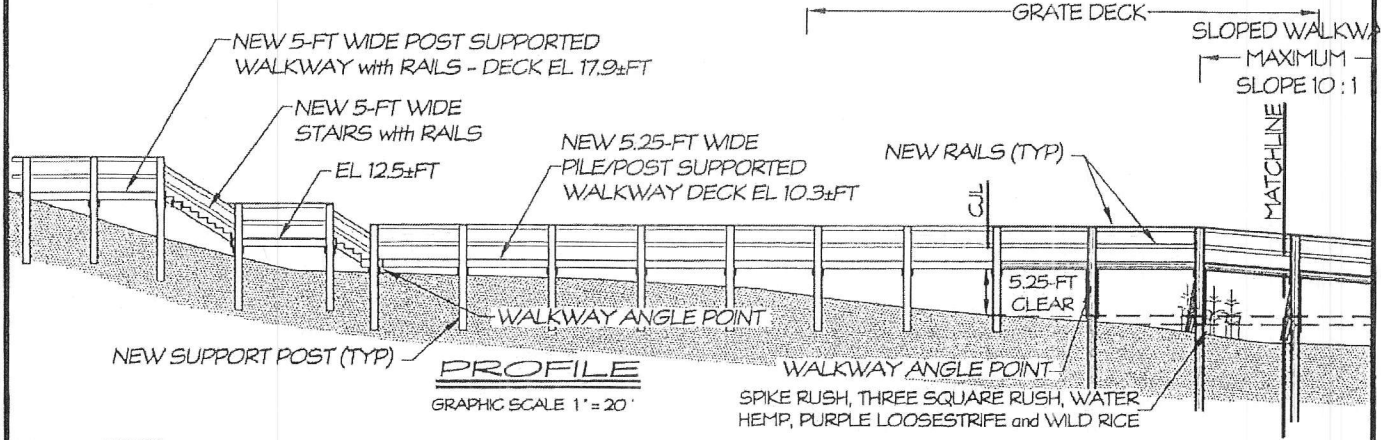 GRATE DECK
SLOPED WALKWA
MAXIMUM
SLOPE 10 : 1
NEW 5-FT WIDE POST SUPPORTED
WALKWAY with RAILS - DECK EL 17.9±FT
NEW 5-FT WIDE
STAIRS with RAILS
EL 12.5±FT
NEW 5.25-FT WIDE
PILE/POST SUPPORTED
WALKWAY DECK EL 10.3±FT
NEW RAILS (TYP)
CJL
MATCHLINE
5.25-FT
CLEAR
WALKWAY ANGLE POINT
NEW SUPPORT POST (TYP)
PROFILE
GRAPHIC SCALE 1" = 20'
WALKWAY ANGLE POINT
SPIKE RUSH, THREE SQUARE RUSH, WATER
HEMP, PURPLE LOOSESTRIFE and WILD RICE